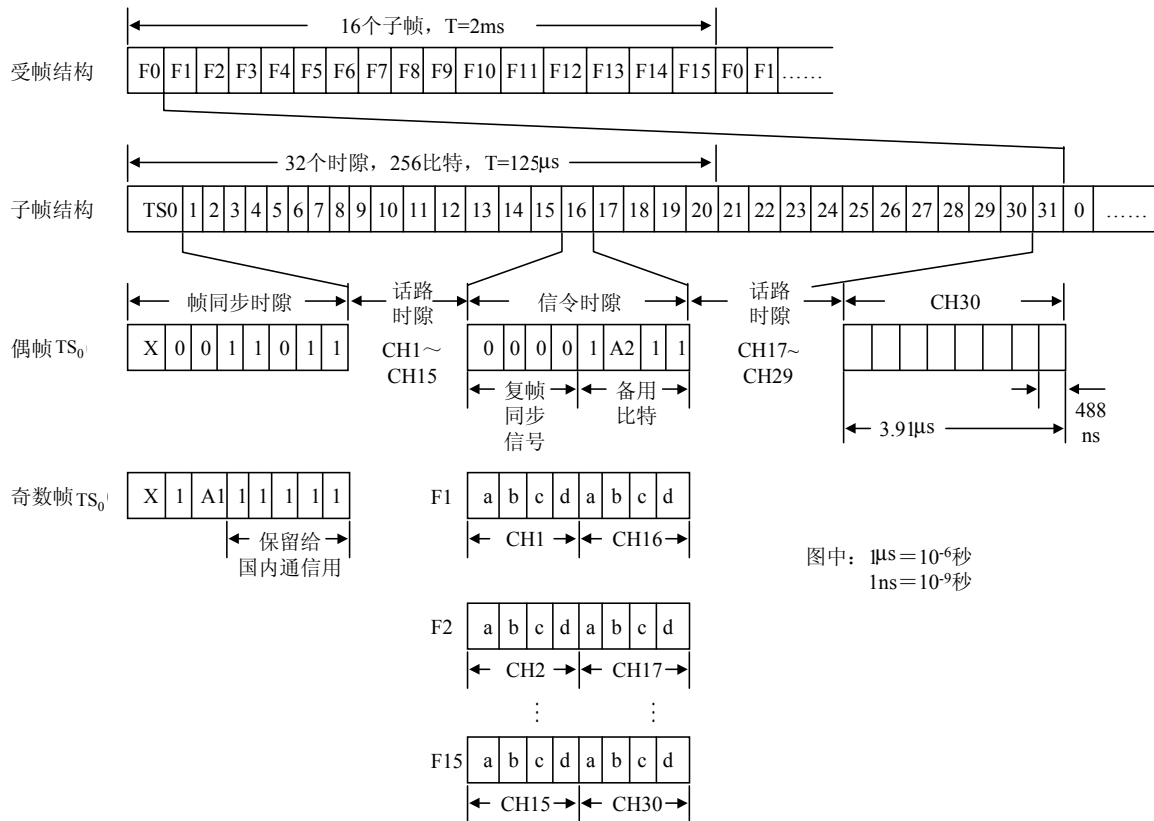 16个子帧，T=2ms
受帧结构 F0 F1 F2 F3 F4 F5 F6 F7 F8 F9 F10 F11 F12 F13 F14 F15 F0 F1 ……
32个时隙，256比特，T=125μs
子帧结构 TS0 1 2 3 4 5 6 7 8 9 10 11 12 13 14 15 16 17 18 19 20 21 22 23 24 25 26 27 28 29 30 31 0 ……
帧同步时隙 话路 信令时隙 话路 CH30
时隙 时隙
偶帧 TS0 X 0 0 1 1 0 1 1 CH1～ 0 0 0 0 1 A2 1 1 CH17~
CH15 CH29
复帧 备用 488
同步 比特 3.91μs ns
信号
奇数帧 TS0 X 1 A1 1 1 1 1 1 F1 a b c d a b c d
保留给 CH1 CH16
国内通信用
图中：1μs＝10-6秒
1ns＝10-9秒
F2 a b c d a b c d
CH2 CH17
⋮ ⋮
F15 a b c d a b c d
CH15 CH30